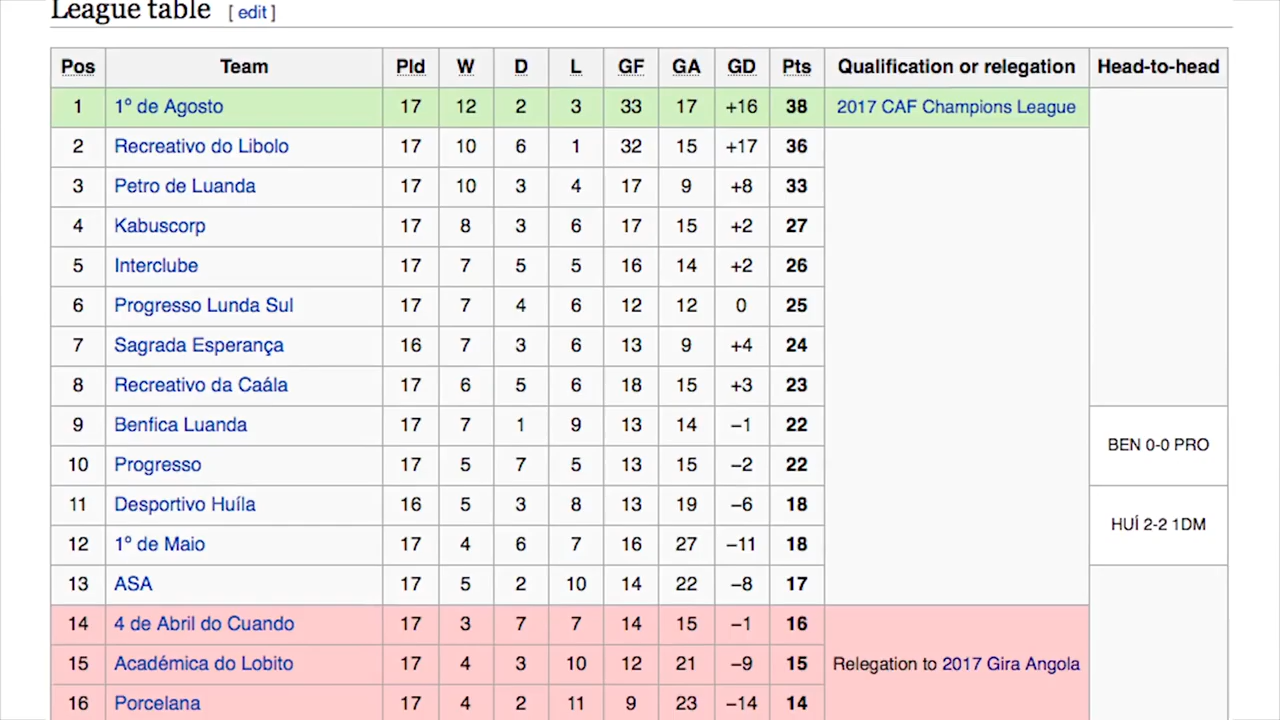 League table [ edit ]
Pos Team Pld W D L GF GA GD Pts Qualification or relegation Head-to-head
1 1º de Agosto 17 12 2 3 33 17 +16 38 2017 CAF Champions League
2 Recreativo do Libolo 17 10 6 1 32 15 +17 36
3 Petro de Luanda 17 10 3 4 17 9 +8 33
4 Kabuscorp 17 8 3 6 17 15 +2 27
5 Interclube 17 7 5 5 16 14 +2 26
6 Progresso Lunda Sul 17 7 4 6 12 12 0 25
7 Sagrada Esperança 16 7 3 6 13 9 +4 24
8 Recreativo da Caála 17 6 5 6 18 15 +3 23
9 Benfica Luanda 17 7 1 9 13 14 −1 22
BEN 0-0 PRO
10 Progresso 17 5 7 5 13 15 −2 22
11 Desportivo Huíla 16 5 3 8 13 19 −6 18
HUÍ 2-2 1DM
12 1º de Maio 17 4 6 7 16 27 −11 18
13 ASA 17 5 2 10 14 22 −8 17
14 4 de Abril do Cuando 17 3 7 7 14 15 −1 16
15 Académica do Lobito 17 4 3 10 12 21 −9 15 Relegation to 2017 Gira Angola
16 Porcelana 17 4 2 11 9 23 −14 14